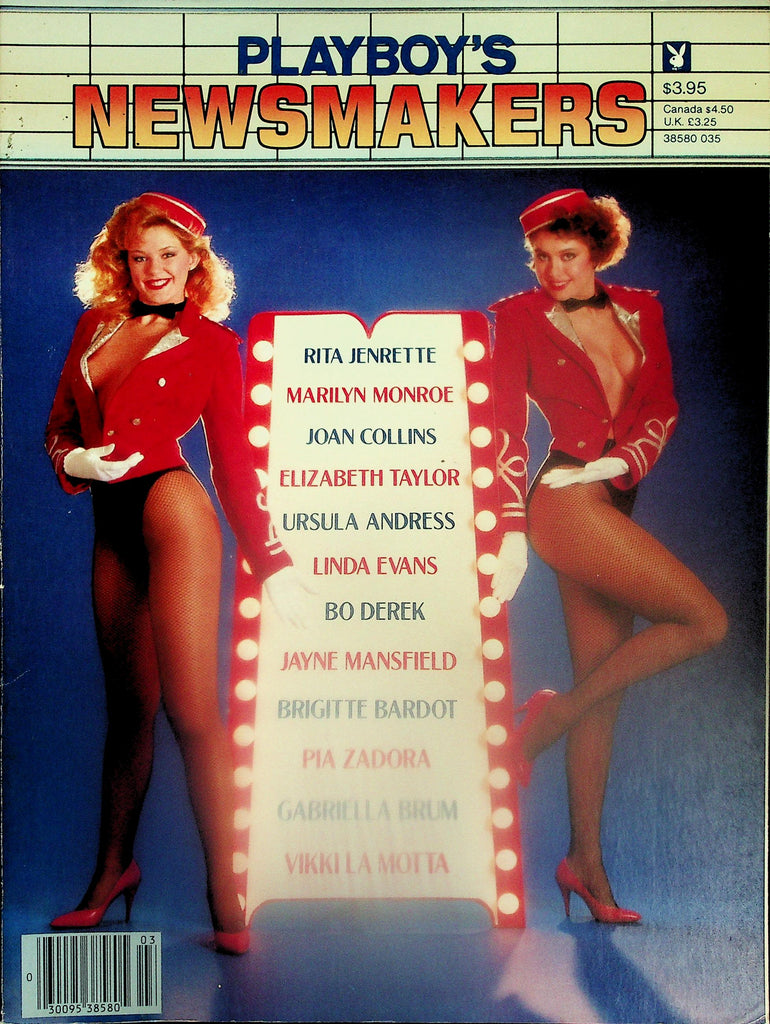 PLAYBOY'S
NEWSMAKERS
$3.95
Canada $4.50
U.K. £3.25
38580 035
RITA JENRETTE
MARILYN MONROE
JOAN COLLINS
ELIZABETH TAYLOR
URSULA ANDRESS
LINDA EVANS
BO DEREK
JAYNE MANSFIELD
BRIGITTE BARDOT
PIA ZADORA
GABRIELLA BRUM
VIKKI LA MOTTA
03
0
30095 38580